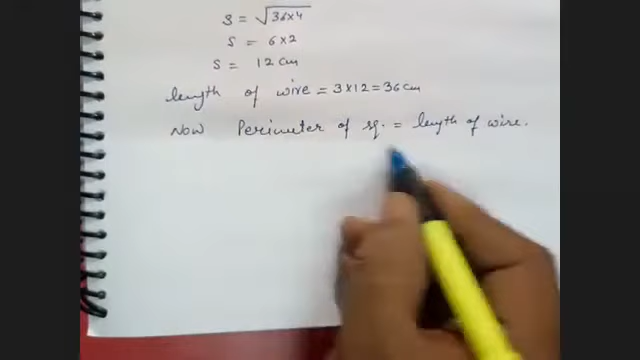 S = √36×4
S = 6×2
S = 12 cm
length of wire = 3×12 = 36 cm
Now Perimeter of sq. = length of wire.